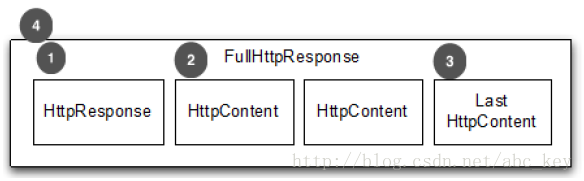 4
1
2
FullHttpResponse
3
HttpResponse
HttpContent
HttpContent
Last
HttpContent
http://blog.csdn.net/abc_key